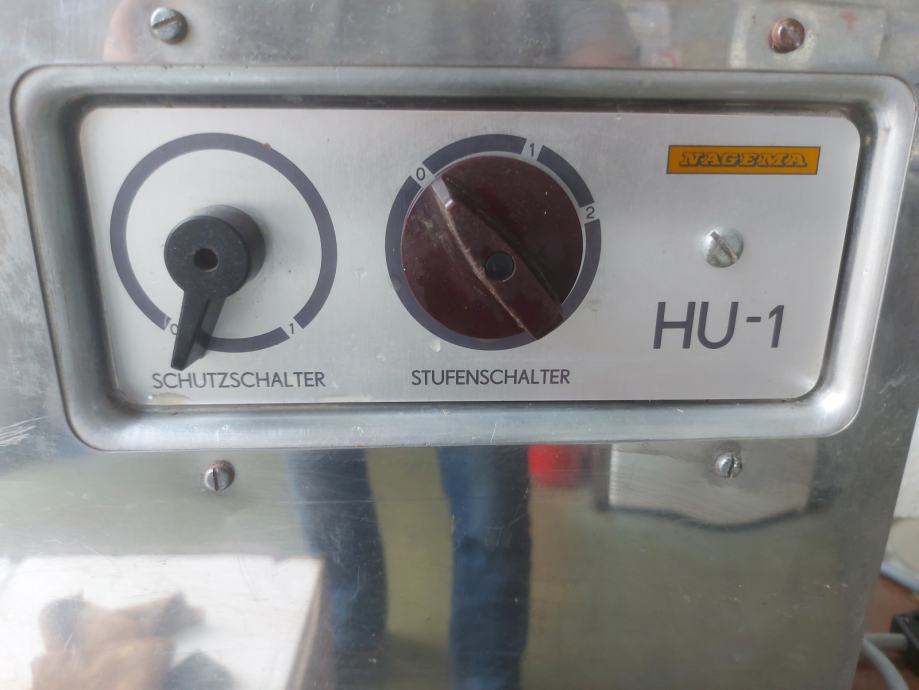 NAGEMA
0
1
2
0
1
HU-1
SCHUTZSCHALTER
STUFENSCHALTER